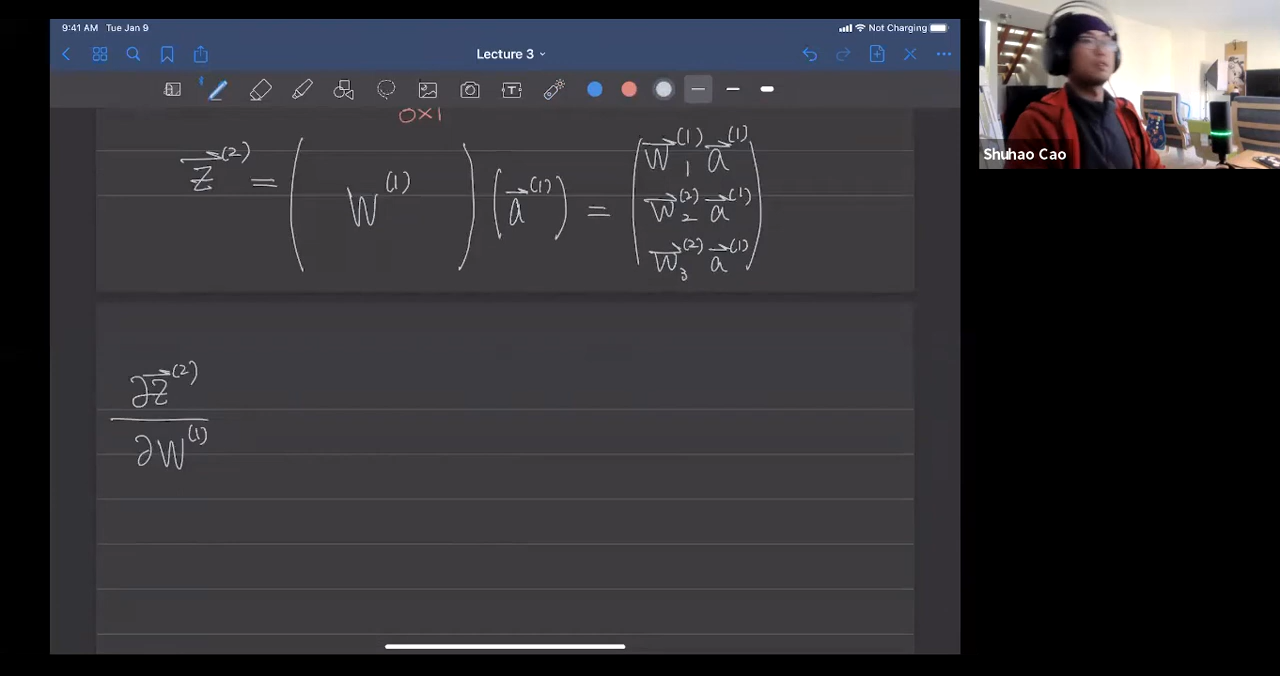 9:41 AM Tue Jan 9
Not Charging
Lecture 3
T
0×1
z⃗⁽²⁾ = ( W⁽¹⁾ ) ( a⃗⁽¹⁾ ) = ( w⃗₁⁽¹⁾ a⃗⁽¹⁾
w⃗₂⁽²⁾ a⃗⁽¹⁾
w⃗₃⁽²⁾ a⃗⁽¹⁾ )
∂z⃗⁽²⁾
∂W⁽¹⁾
Shuhao Cao